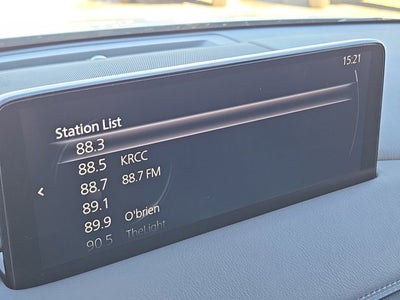 15:21
Station List
88.3
88.5 KRCC
88.7 88.7 FM
89.1
89.9 O'brien
90.5 TheLight